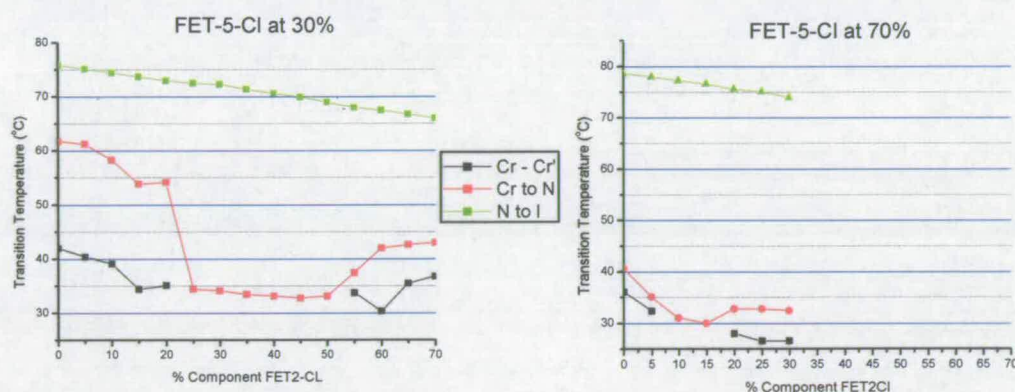 FET-5-Cl at 30%
80
70
60
50
40
30
Transition Temperature (°C)
0 10 20 30 40 50 60 70
% Component FET2-CL
Cr - Cr'
Cr to N
N to I
FET-5-Cl at 70%
80
70
60
50
40
30
Transition Temperature (°C)
0 5 10 15 20 25 30 35 40 45 50 55 60 65 70
% Component FET2Cl